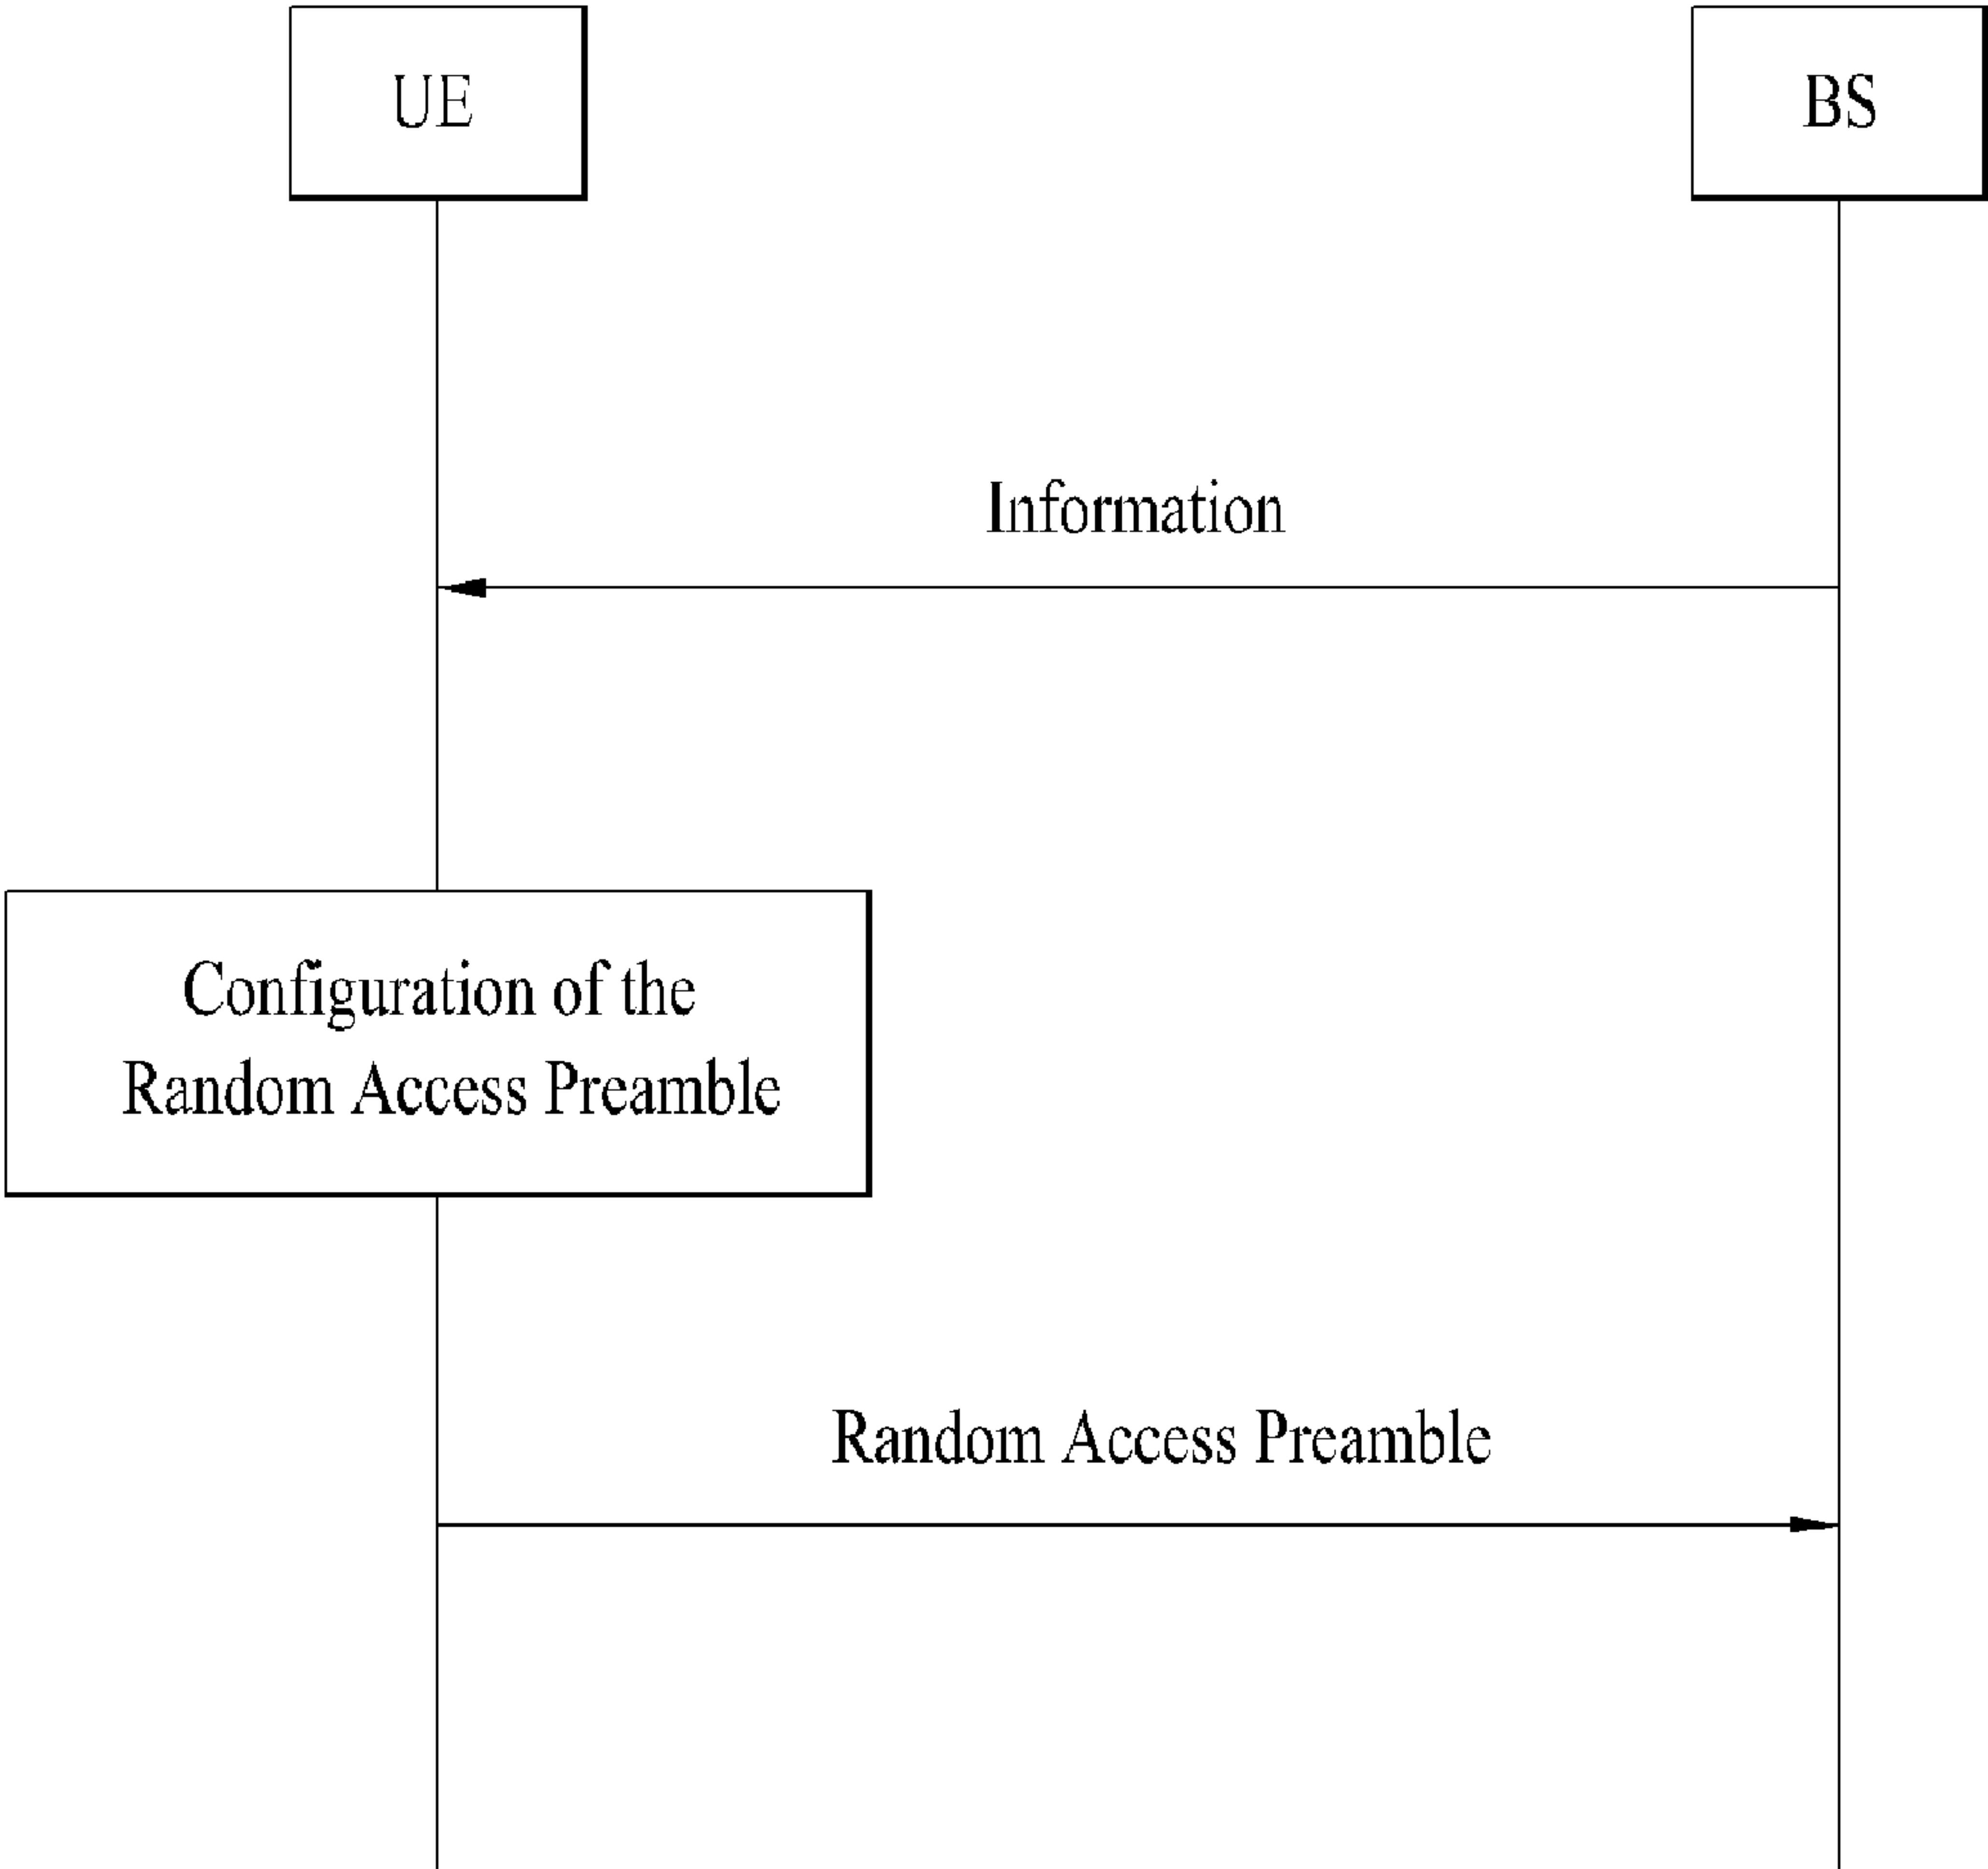 UE
BS
Information
Configuration of the
Random Access Preamble
Random Access Preamble